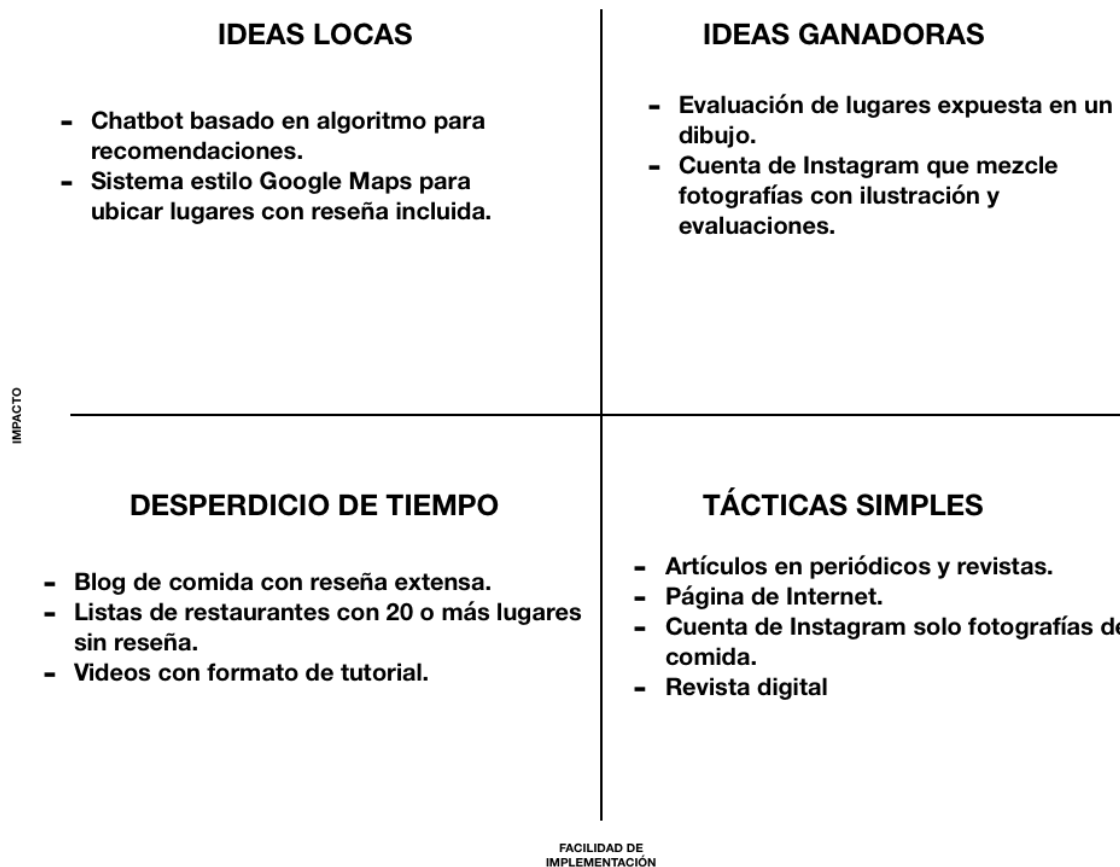 IDEAS LOCAS
- Chatbot basado en algoritmo para
recomendaciones.
- Sistema estilo Google Maps para
ubicar lugares con reseña incluida.
IDEAS GANADORAS
- Evaluación de lugares expuesta en un
dibujo.
- Cuenta de Instagram que mezcle
fotografías con ilustración y
evaluaciones.
IMPACTO
DESPERDICIO DE TIEMPO
- Blog de comida con reseña extensa.
- Listas de restaurantes con 20 o más lugares
sin reseña.
- Videos con formato de tutorial.
TÁCTICAS SIMPLES
- Artículos en periódicos y revistas.
- Página de Internet.
- Cuenta de Instagram solo fotografías de
comida.
- Revista digital
FACILIDAD DE
IMPLEMENTACIÓN